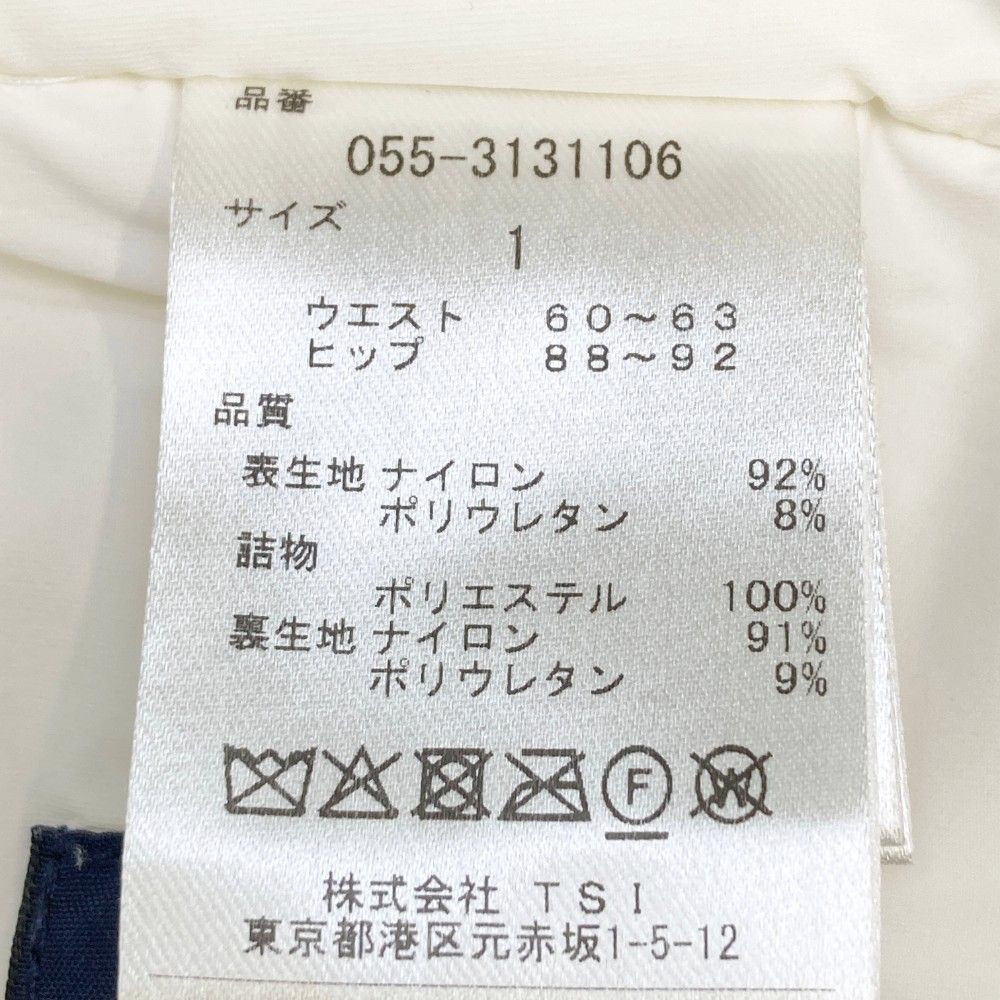 品番
055-3131106
サイズ
1
ウエスト 60～63
ヒップ 88～92
品質
表生地 ナイロン 92%
ポリウレタン 8%
詰物
ポリエステル 100%
裏生地 ナイロン 91%
ポリウレタン 9%
F W
株式会社 TSI
東京都港区元赤坂1-5-12